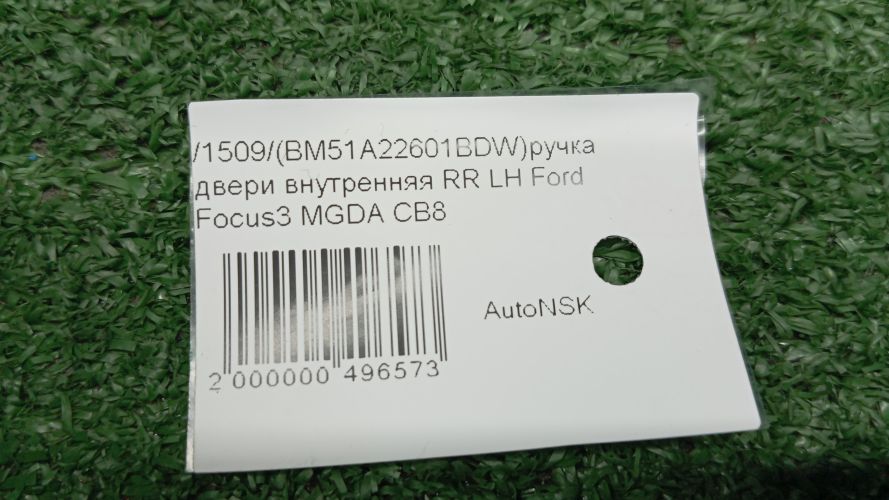 /1509/(BM51A22601BDW)ручка
двери внутренняя RR LH Ford
Focus3 MGDA CB8
AutoNSK
2 000000 496573